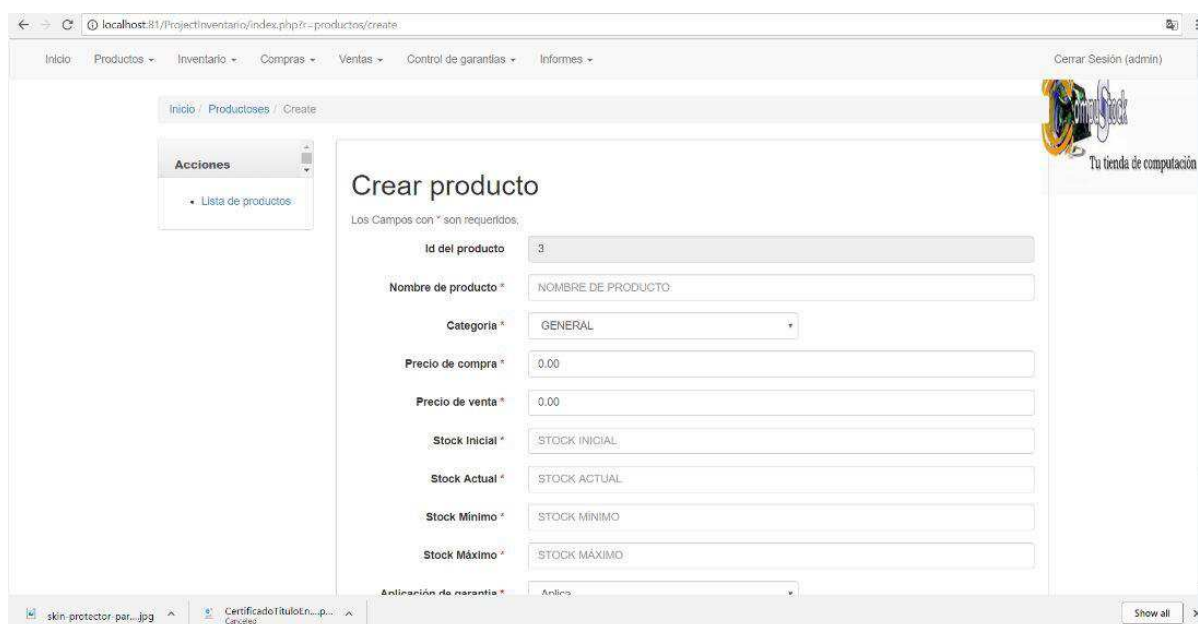 localhost:81/ProjectInventario/index.php?r=productos/create
Inicio Productos Inventario Compras Ventas Control de garantías Informes Cerrar Sesión (admin)
Inicio / Productoses / Create
CompuStock
Tu tienda de computación
Acciones
Lista de productos
Crear producto
Los Campos con * son requeridos.
Id del producto 3
Nombre de producto * NOMBRE DE PRODUCTO
Categoria * GENERAL
Precio de compra * 0.00
Precio de venta * 0.00
Stock Inicial * STOCK INICIAL
Stock Actual * STOCK ACTUAL
Stock Mínimo * STOCK MÍNIMO
Stock Máximo * STOCK MÁXIMO
Aplicación de garantia * Aplica
skin-protector-par....jpg CertificadoTituloEn....p... Show all
Canceled